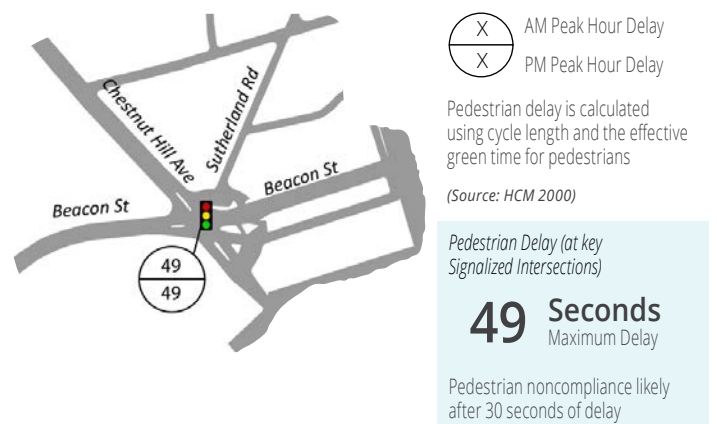 Chestnut Hill Ave
Sutherland Rd
Beacon St
Beacon St
49
49
X
AM Peak Hour Delay
X
PM Peak Hour Delay
Pedestrian delay is calculated
using cycle length and the effective
green time for pedestrians
(Source: HCM 2000)
Pedestrian Delay (at key
Signalized Intersections)
49 Seconds
Maximum Delay
Pedestrian noncompliance likely
after 30 seconds of delay